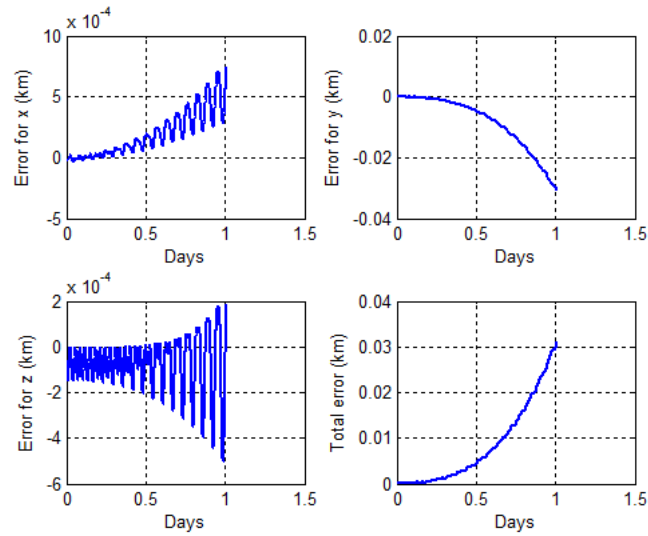 x 10-4
10
5
0
-5
Error for x (km)
0 0.5 1 1.5
Days
0.02
0
-0.02
-0.04
Error for y (km)
0 0.5 1 1.5
Days
x 10-4
2
0
-2
-4
-6
Error for z (km)
0 0.5 1 1.5
Days
0.04
0.03
0.02
0.01
0
Total error (km)
0 0.5 1 1.5
Days